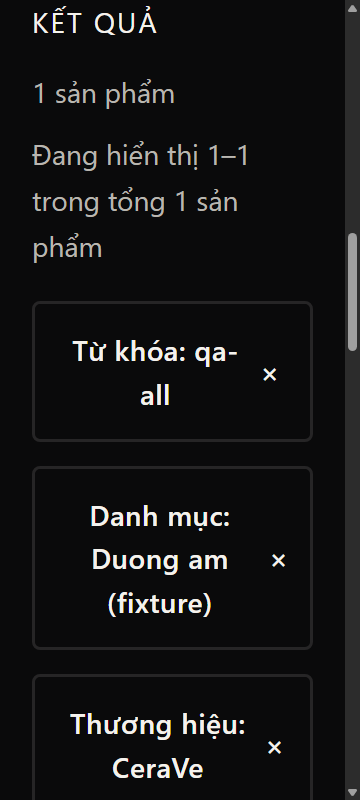 KẾT QUẢ
1 sản phẩm
Đang hiển thị 1–1
trong tổng 1 sản
phẩm
Từ khóa: qa-
all
×
Danh mục:
Duong am
(fixture)
×
Thương hiệu:
CeraVe
×